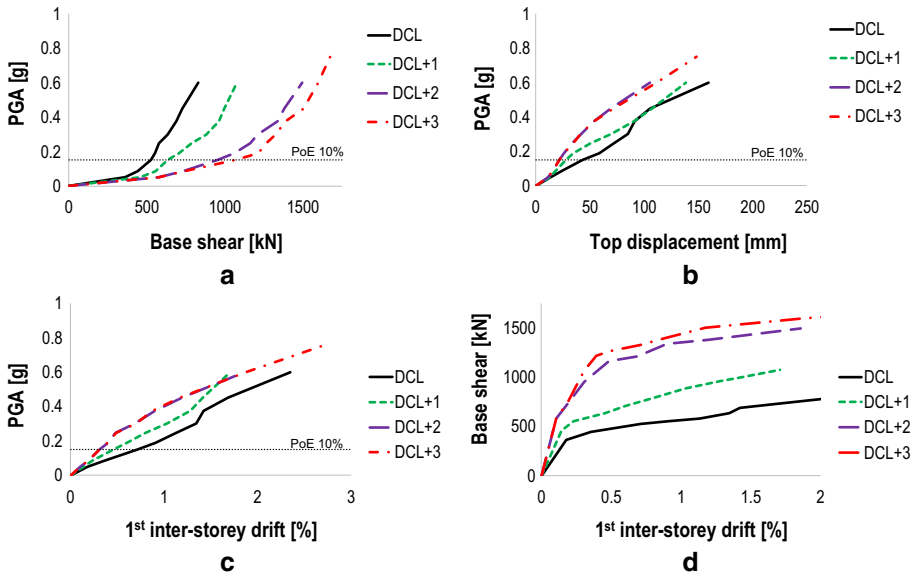 PGA [g]
1
0.8
0.6
0.4
0.2
0
PoE 10%
0 500 1000 1500
Base shear [kN]
DCL
DCL+1
DCL+2
DCL+3
a
PGA [g]
1
0.8
0.6
0.4
0.2
0
PoE 10%
0 50 100 150 200 250
Top displacement [mm]
DCL
DCL+1
DCL+2
DCL+3
b
PGA [g]
1
0.8
0.6
0.4
0.2
0
PoE 10%
0 1 2 3
1st inter-storey drift [%]
DCL
DCL+1
DCL+2
DCL+3
c
Base shear [kN]
1500
1000
500
0
0 0.5 1 1.5 2
1st inter-storey drift [%]
DCL
DCL+1
DCL+2
DCL+3
d